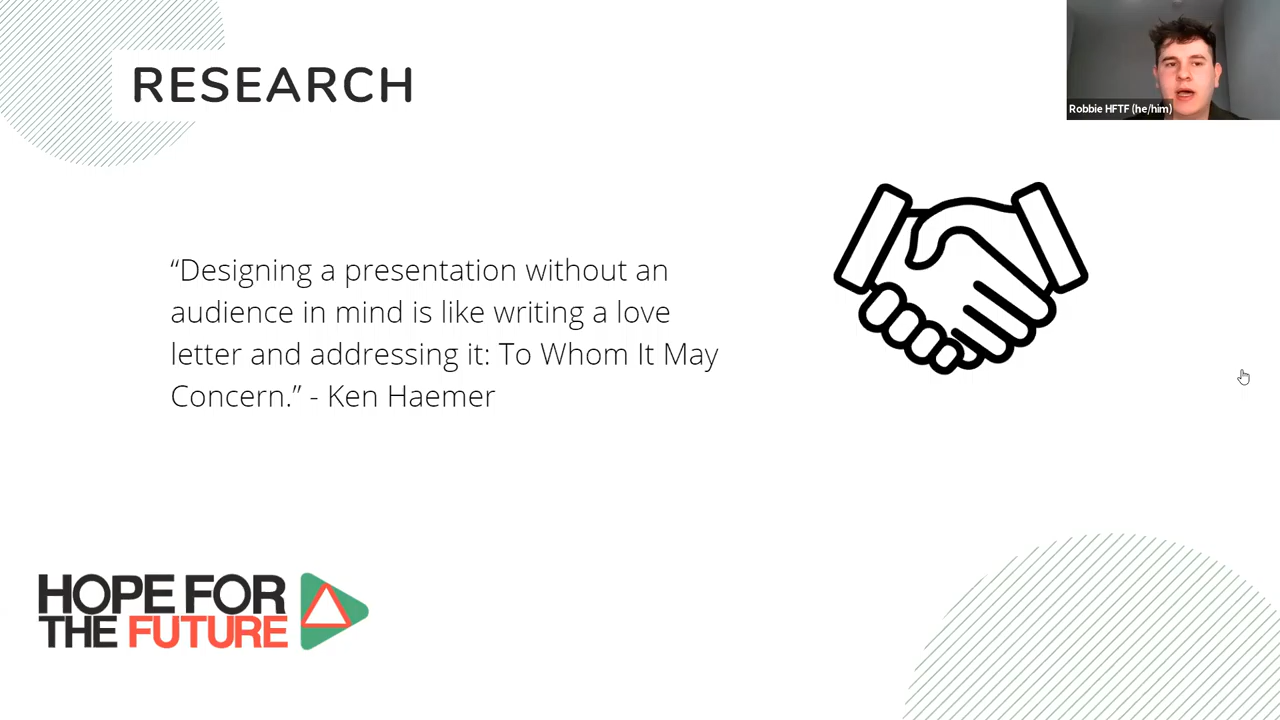 RESEARCH
Robbie HFTF (he/him)
“Designing a presentation without an
audience in mind is like writing a love
letter and addressing it: To Whom It May
Concern.” - Ken Haemer
HOPE FOR
THE FUTURE